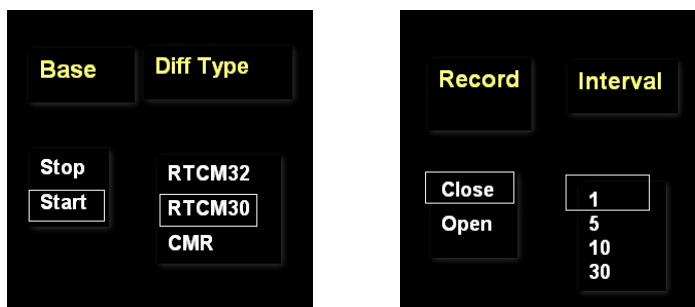 Base
Diff Type
Stop
Start
RTCM32
RTCM30
CMR
Record
Interval
Close
Open
1
5
10
30